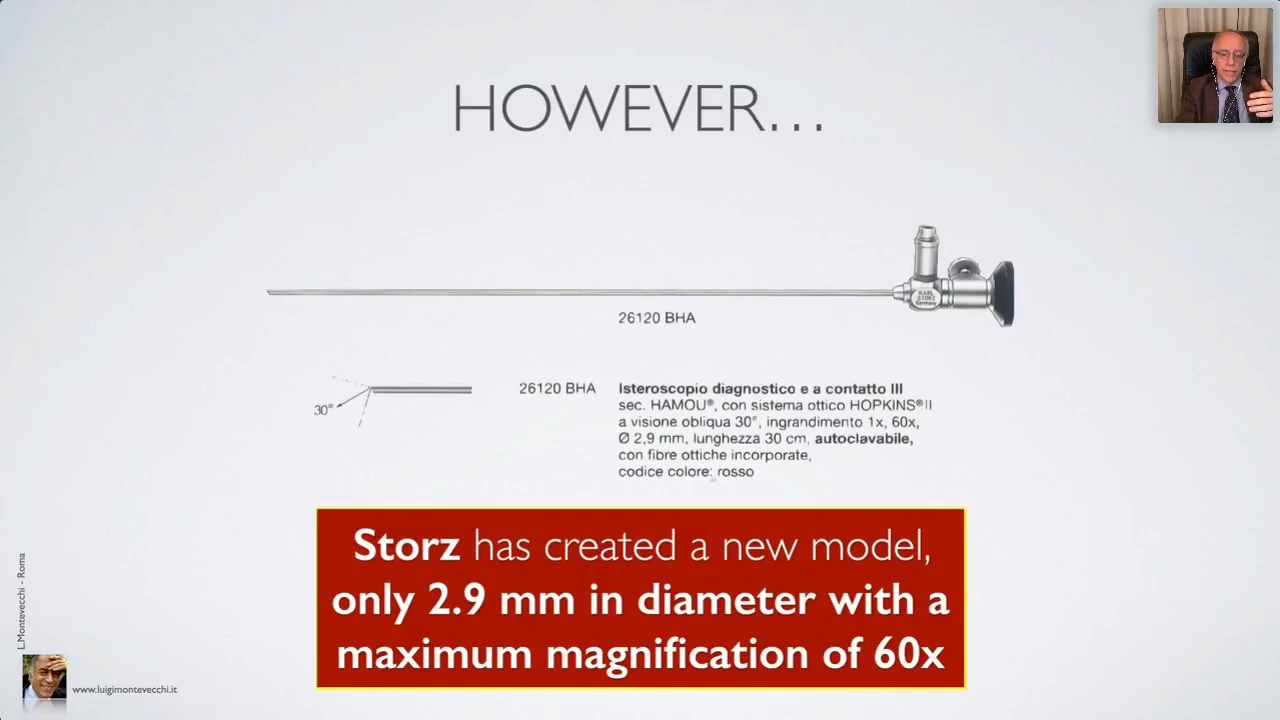 HOWEVER...
KARL
STORZ
Germany
26120 BHA
30°
26120 BHA
Isteroscopio diagnostico e a contatto III
sec. HAMOU®, con sistema ottico HOPKINS® II
a visione obliqua 30°, ingrandimento 1x, 60x,
Ø 2,9 mm, lunghezza 30 cm, autoclavabile,
con fibre ottiche incorporate,
codice colore: rosso
Storz has created a new model,
only 2.9 mm in diameter with a
maximum magnification of 60x
L.Montevecchi - Roma
www.luigimontevecchi.it